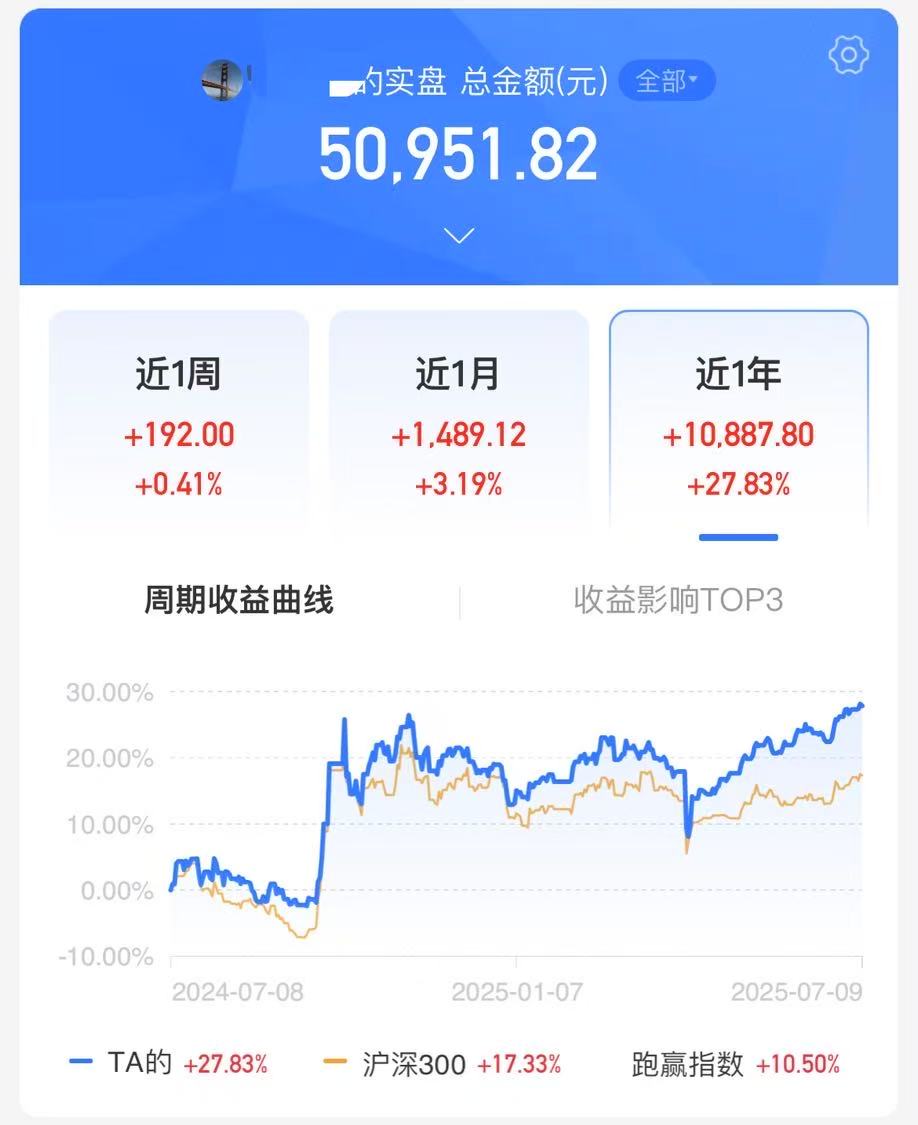 的实盘 总金额(元) 全部
50,951.82
近1周 近1月 近1年
+192.00 +1,489.12 +10,887.80
+0.41% +3.19% +27.83%
周期收益曲线 收益影响TOP3
30.00%
20.00%
10.00%
0.00%
-10.00%
2024-07-08 2025-01-07 2025-07-09
TA的 +27.83% 沪深300 +17.33% 跑赢指数 +10.50%